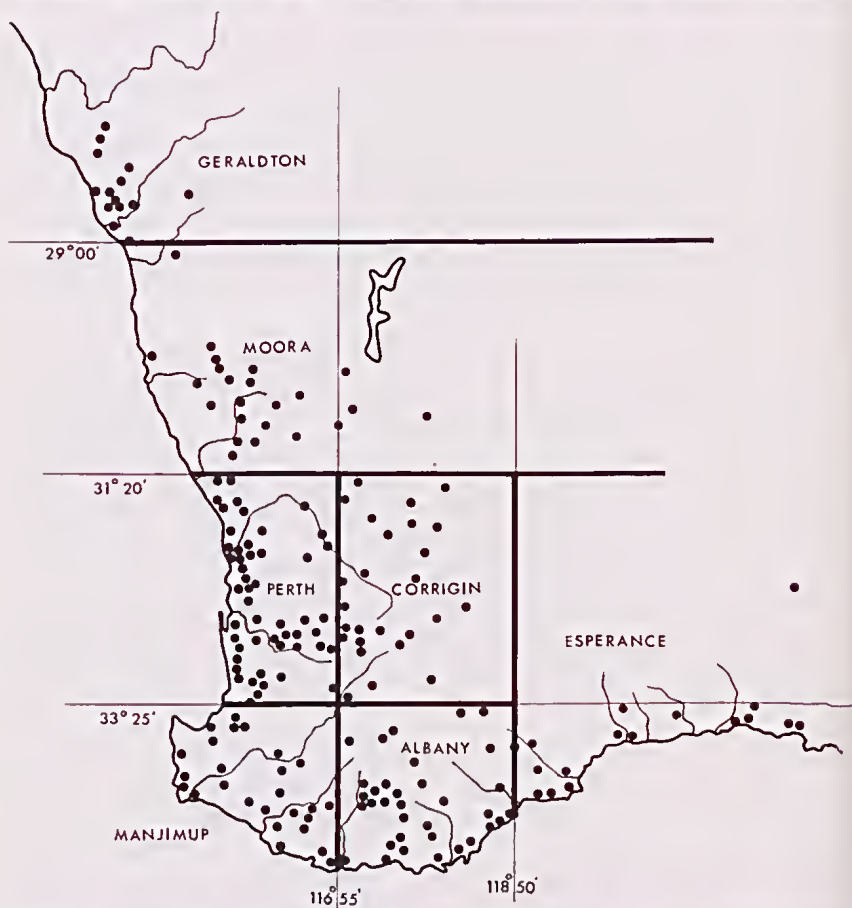 GERALDTON
29°00'
MOORA
31°20'
PERTH
CORRIGIN
ESPERANCE
33°25'
ALBANY
MANJIMUP
116°55'
118°50'